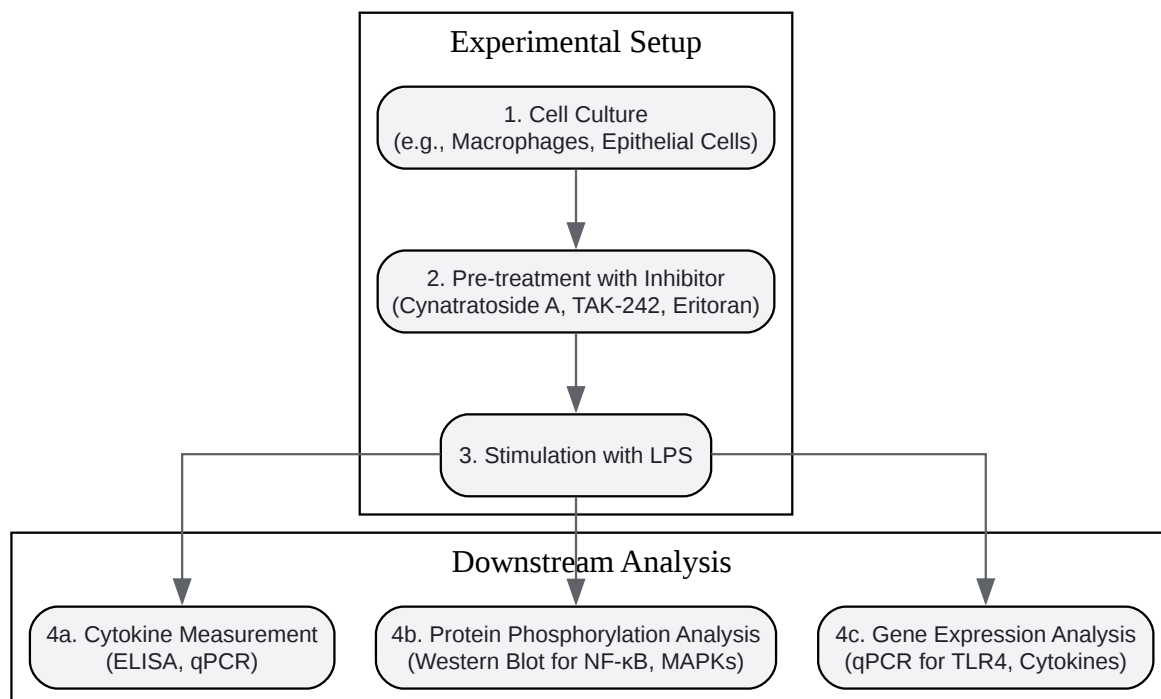 Experimental Setup
1. Cell Culture
(e.g., Macrophages, Epithelial Cells)
2. Pre-treatment with Inhibitor
(Cynatratoside A, TAK-242, Eritoran)
3. Stimulation with LPS
Downstream Analysis
4a. Cytokine Measurement
(ELISA, qPCR)
4b. Protein Phosphorylation Analysis
(Western Blot for NF-κB, MAPKs)
4c. Gene Expression Analysis
(qPCR for TLR4, Cytokines)